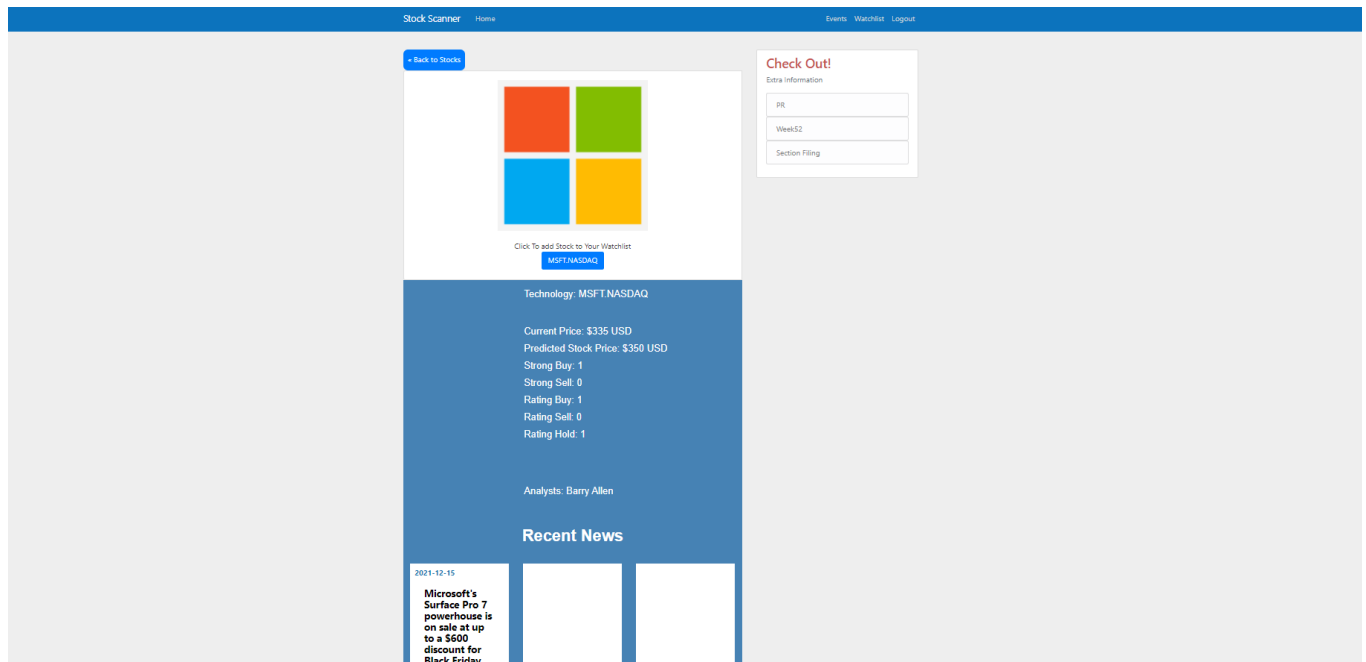 Stock Scanner Home Events Watchlist Logout
« Back to Stocks
Check Out!
Extra Information
PR
Week52
Section Filing
Click To add Stock to Your Watchlist
MSFT.NASDAQ
Technology: MSFT.NASDAQ
Current Price: $335 USD
Predicted Stock Price: $350 USD
Strong Buy: 1
Strong Sell: 0
Rating Buy: 1
Rating Sell: 0
Rating Hold: 1
Analysts: Barry Allen
Recent News
2021-12-15
Microsoft's
Surface Pro 7
powerhouse is
on sale at up
to a $600
discount for
Black Friday